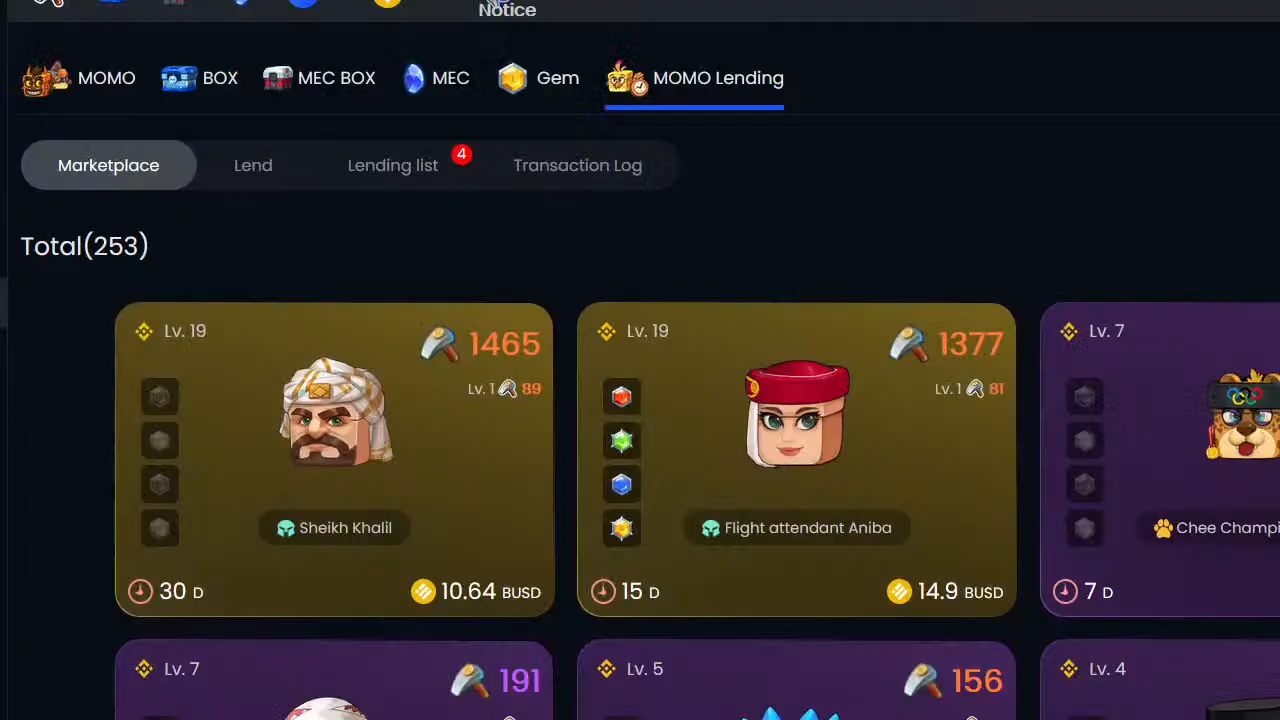 Notice
MOMO BOX MEC BOX MEC Gem MOMO Lending
Marketplace Lend Lending list 4 Transaction Log
Total(253)
Lv. 19 1465
Lv. 1 89
Sheikh Khalil
30 D 10.64 BUSD
Lv. 19 1377
Lv. 1 81
Flight attendant Aniba
15 D 14.9 BUSD
Lv. 7
Chee Champi
7 D
Lv. 7 191
Lv. 5 156
Lv. 4